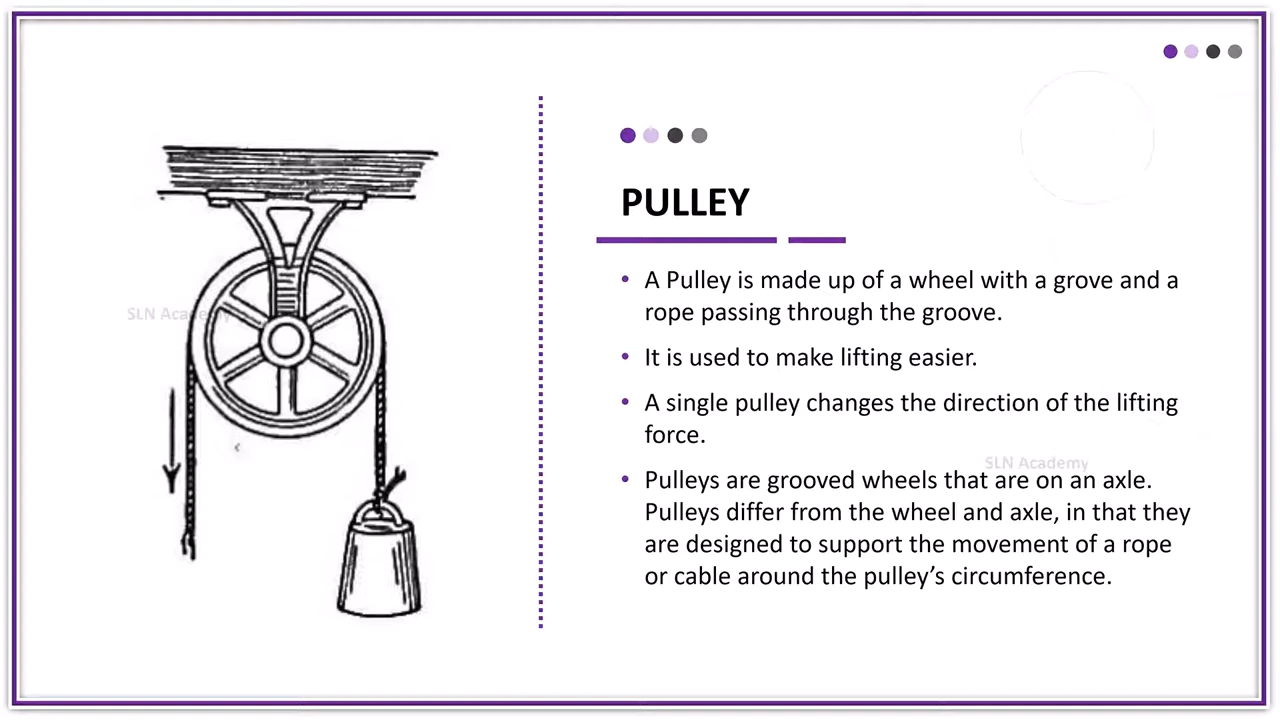 PULLEY
• A Pulley is made up of a wheel with a grove and a
rope passing through the groove.
• It is used to make lifting easier.
• A single pulley changes the direction of the lifting
force.
• Pulleys are grooved wheels that are on an axle.
Pulleys differ from the wheel and axle, in that they
are designed to support the movement of a rope
or cable around the pulley’s circumference.
SLN Academy
SLN Academy